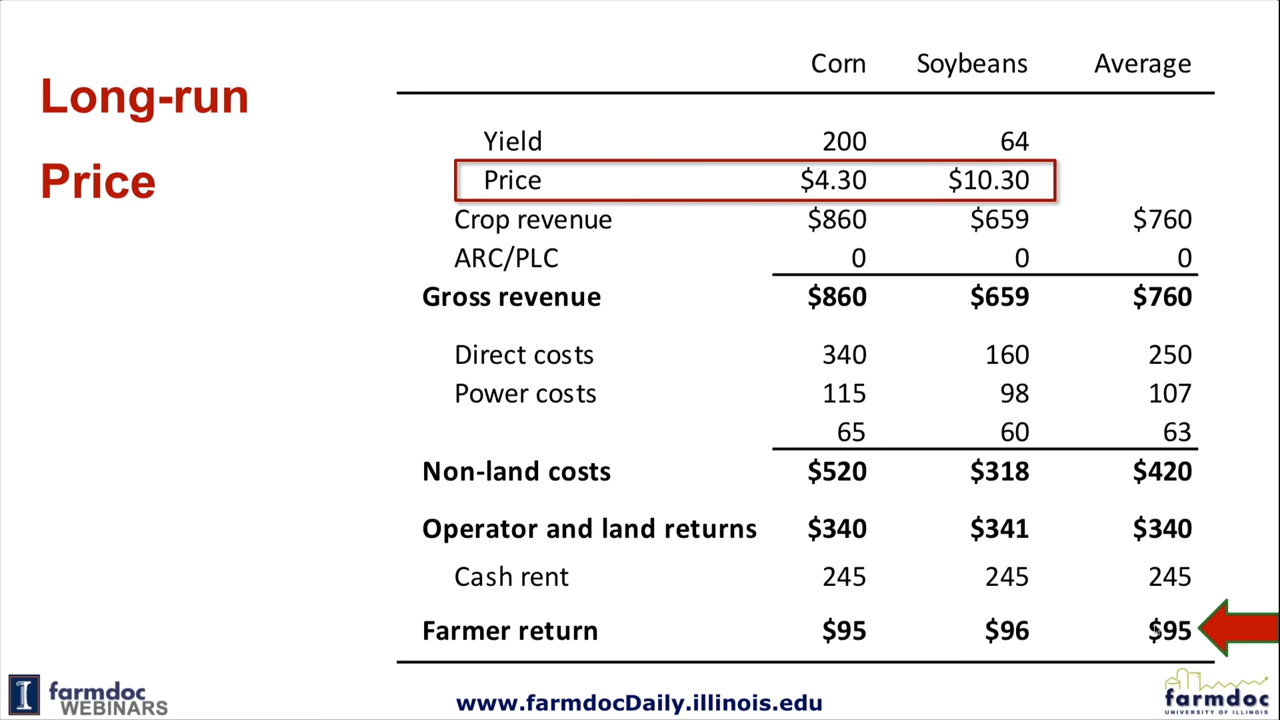 Long-run
Price
Corn Soybeans Average
Yield 200 64
Price $4.30 $10.30
Crop revenue $860 $659 $760
ARC/PLC 0 0 0
Gross revenue $860 $659 $760
Direct costs 340 160 250
Power costs 115 98 107
65 60 63
Non-land costs $520 $318 $420
Operator and land returns $340 $341 $340
Cash rent 245 245 245
Farmer return $95 $96 $95
I farmdoc
WEBINARS
www.farmdocDaily.illinois.edu
farmdoc
UNIVERSITY OF ILLINOIS